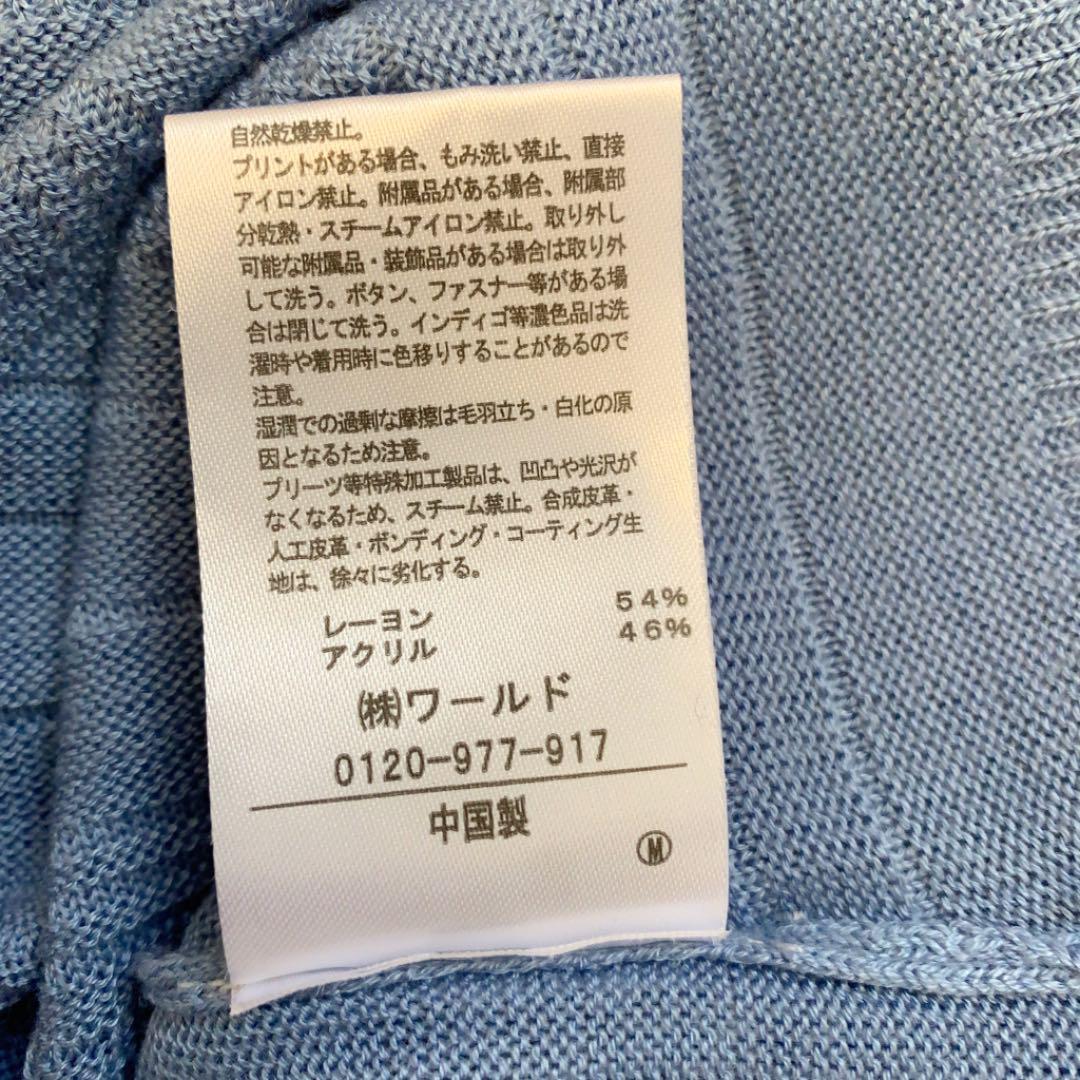 自然乾燥禁止。
プリントがある場合、もみ洗い禁止、直接
アイロン禁止。附属品がある場合、附属部
分乾熱・スチームアイロン禁止。取り外し
可能な附属品・装飾品がある場合は取り外
して洗う。ボタン、ファスナー等がある場
合は閉じて洗う。インディゴ等濃色品は洗
濯時や着用時に色移りすることがあるので
注意。
湿潤での過剰な摩擦は毛羽立ち・白化の原
因となるため注意。
プリーツ等特殊加工製品は、凹凸や光沢が
なくなるため、スチーム禁止。合成皮革・
人工皮革・ボンディング・コーティング生
地は、徐々に劣化する。
レーヨン 54%
アクリル 46%
㈱ワールド
0120-977-917
中国製
Ⓜ